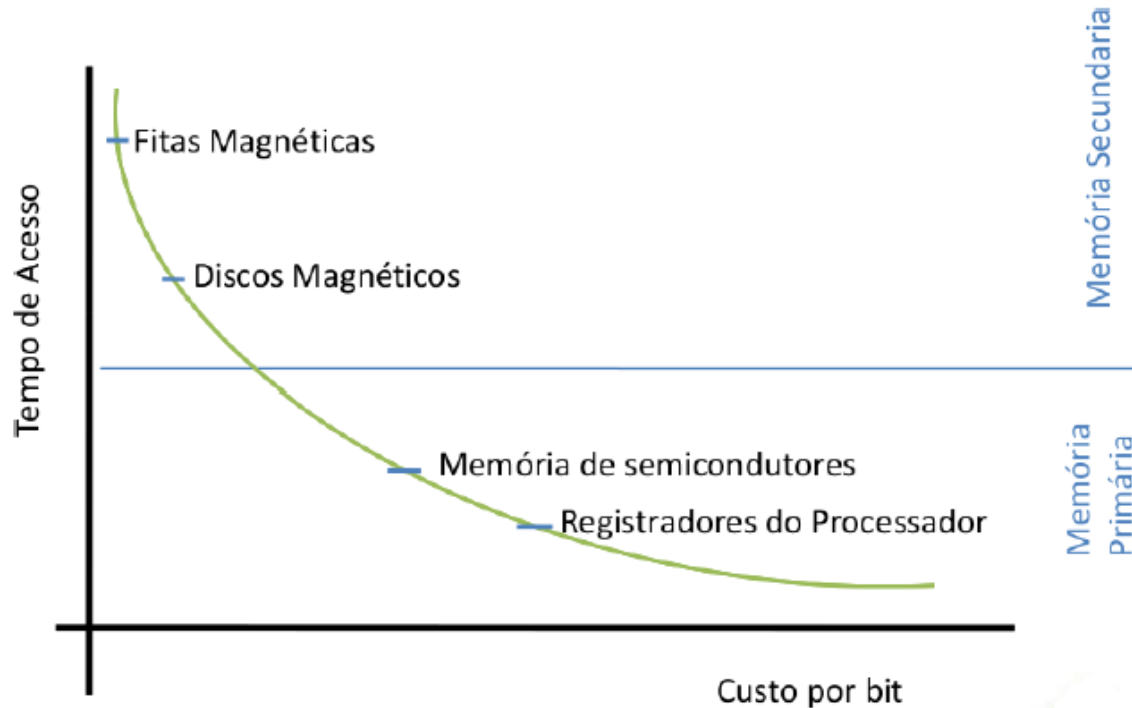 Tempo de Acesso
Fitas Magnéticas
Discos Magnéticos
Memória de semicondutores
Registradores do Processador
Custo por bit
Memória Secundaria
Memória
Primária